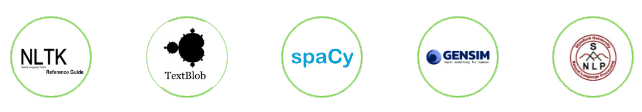 NLTK
Reference Guide
TextBlob
spaCy
GENSIM
topic modelling for humans
S
NLP